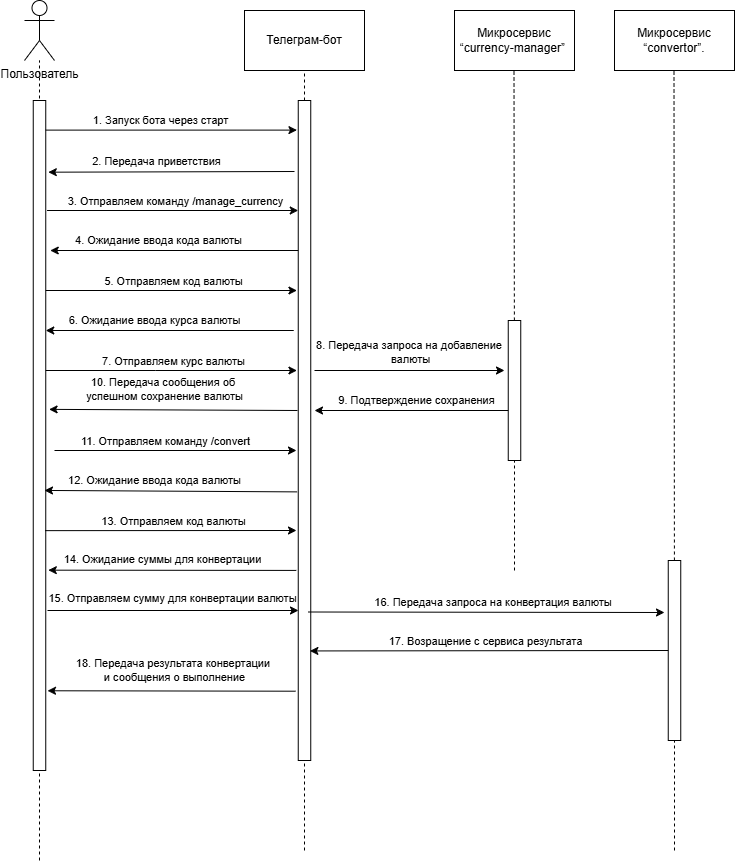 Пользователь
Телеграм-бот
Микросервис
“currency-manager”
Микросервис
“convertor”.
1. Запуск бота через старт
2. Передача приветствия
3. Отправляем команду /manage_currency
4. Ожидание ввода кода валюты
5. Отправляем код валюты
6. Ожидание ввода курса валюты
7. Отправляем курс валюты
8. Передача запроса на добавление
валюты
9. Подтверждение сохранения
10. Передача сообщения об
успешном сохранение валюты
11. Отправляем команду /convert
12. Ожидание ввода кода валюты
13. Отправляем код валюты
14. Ожидание суммы для конвертации
15. Отправляем сумму для конвертации валюты
16. Передача запроса на конвертация валюты
17. Возращение с сервиса результата
18. Передача результата конвертации
и сообщения о выполнение